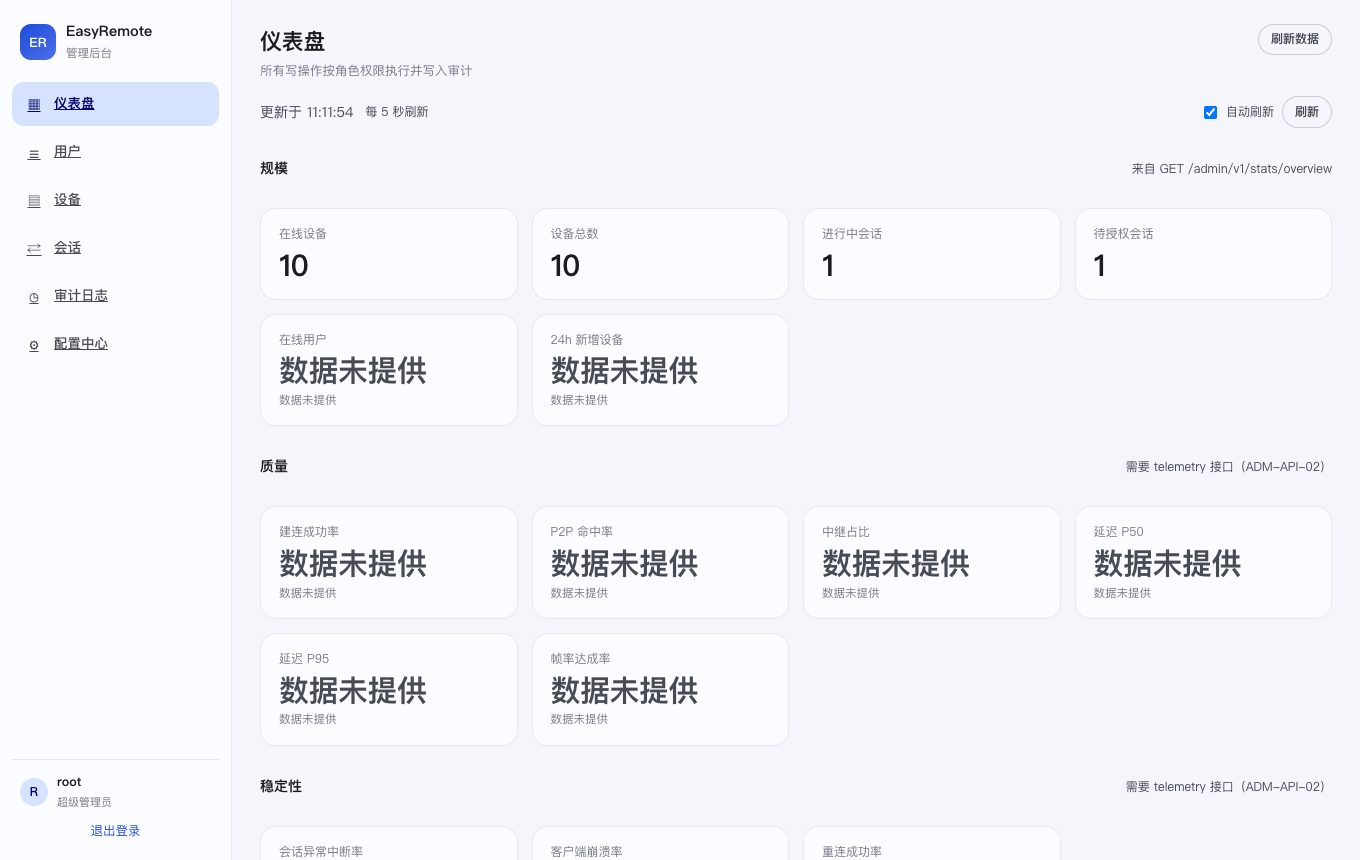 ER
EasyRemote
管理后台
仪表盘
用户
设备
会话
审计日志
配置中心
R
root
超级管理员
退出登录
仪表盘
刷新数据
所有写操作按角色权限执行并写入审计
更新于 11:11:54 每 5 秒刷新
自动刷新
刷新
规模
来自 GET /admin/v1/stats/overview
在线设备
10
设备总数
10
进行中会话
1
待授权会话
1
在线用户
数据未提供
数据未提供
24h 新增设备
数据未提供
数据未提供
质量
需要 telemetry 接口（ADM-API-02）
建连成功率
数据未提供
数据未提供
P2P 命中率
数据未提供
数据未提供
中继占比
数据未提供
数据未提供
延迟 P50
数据未提供
数据未提供
延迟 P95
数据未提供
数据未提供
帧率达成率
数据未提供
数据未提供
稳定性
需要 telemetry 接口（ADM-API-02）
会话异常中断率
客户端崩溃率
重连成功率